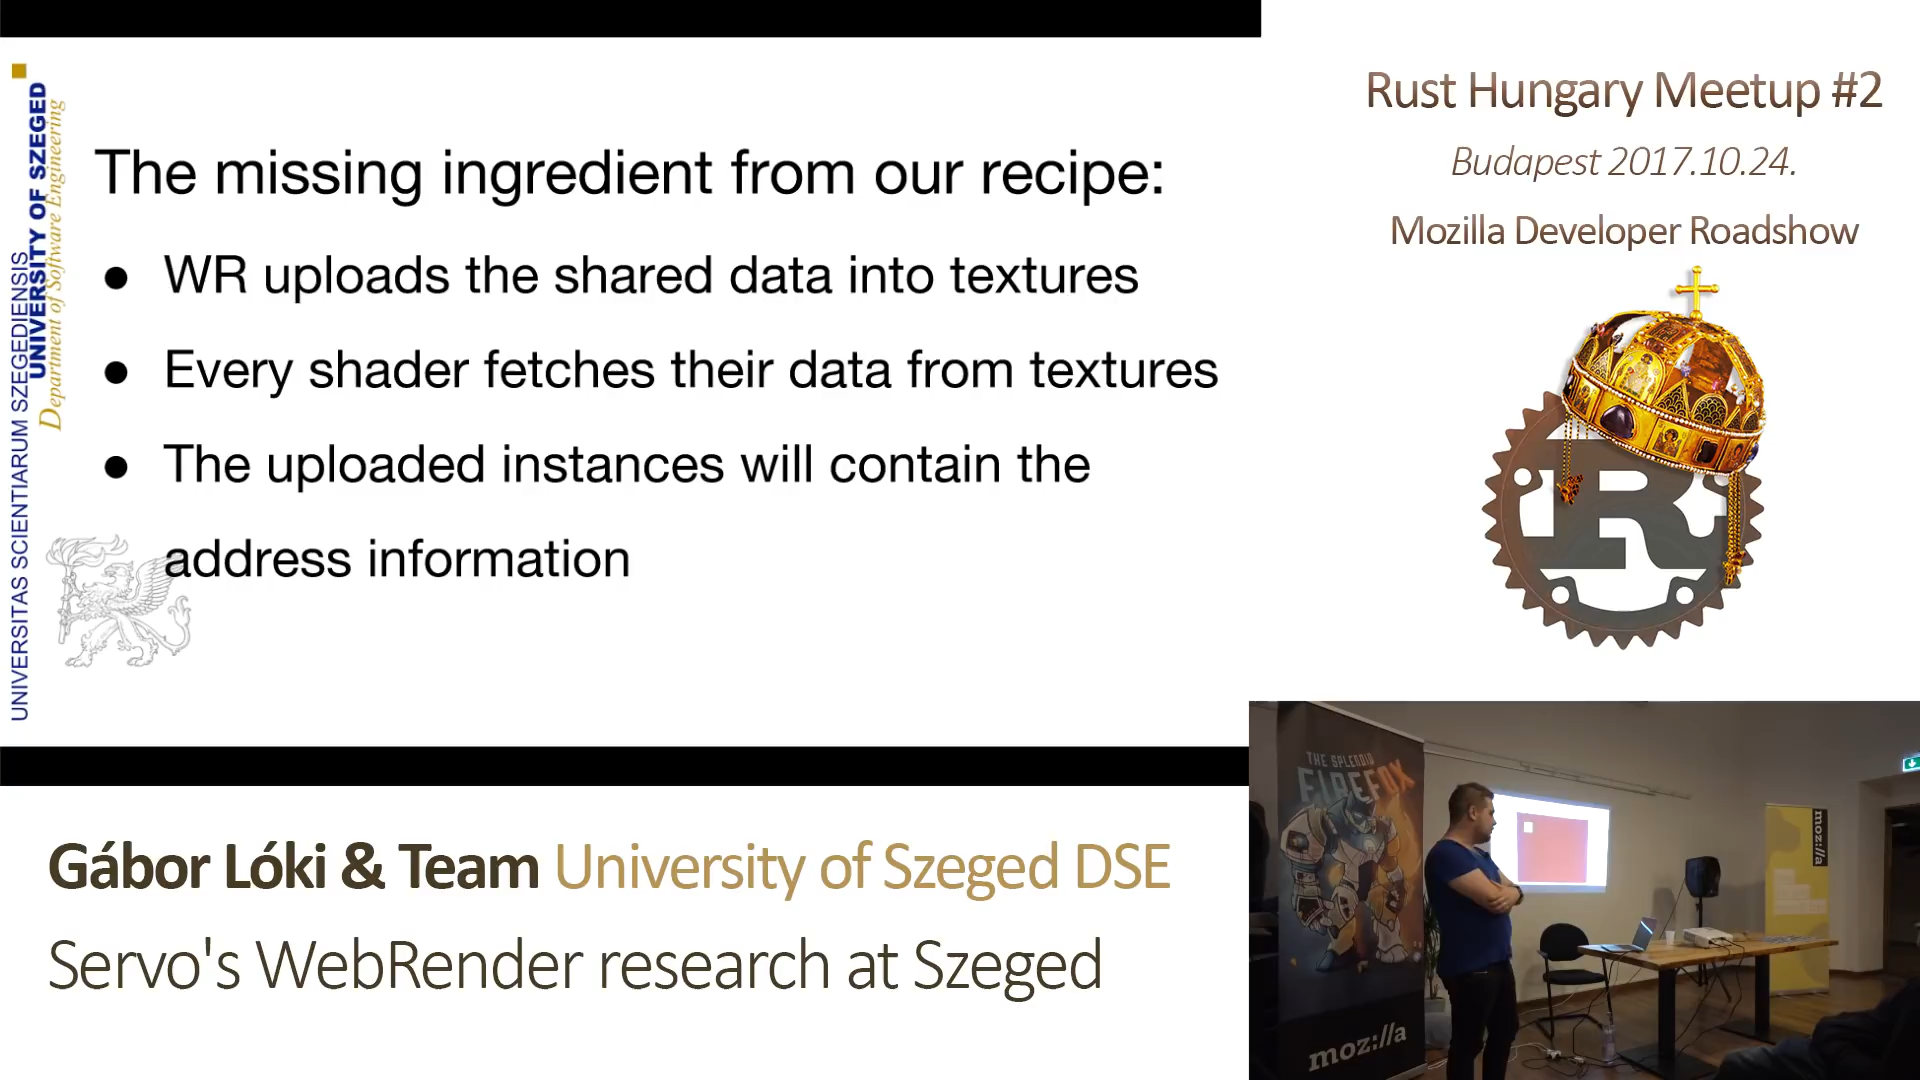 UNIVERSITAS SCIENTIARUM SZEGEDIENSIS
UNIVERSITY OF SZEGED
Department of Software Engineering
The missing ingredient from our recipe:
● WR uploads the shared data into textures
● Every shader fetches their data from textures
● The uploaded instances will contain the
address information
Rust Hungary Meetup #2
Budapest 2017.10.24.
Mozilla Developer Roadshow
R
THE SPLENDID
FIREFOX
moz://a
moz://a
Gábor Lóki & Team University of Szeged DSE
Servo's WebRender research at Szeged